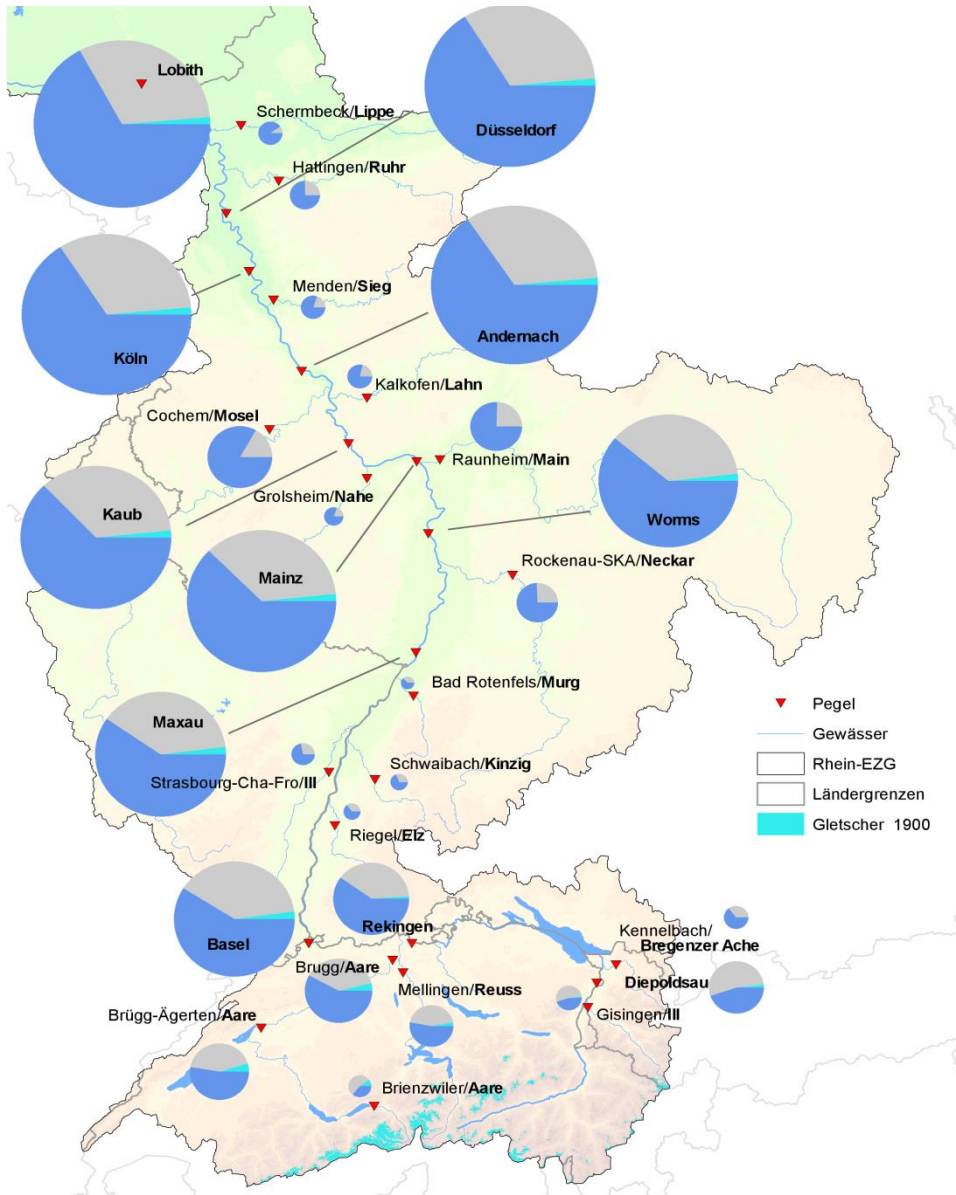 Lobith
Schermbeck/Lippe
Düsseldorf
Hattingen/Ruhr
Menden/Sieg
Köln
Andernach
Kalkofen/Lahn
Cochem/Mosel
Raunheim/Main
Grolsheim/Nahe
Kaub
Worms
Mainz
Rockenau-SKA/Neckar
Bad Rotenfels/Murg
Maxau
Schwaibach/Kinzig
Strasbourg-Cha-Fro/Ill
Riegel/Elz
Pegel
Gewässer
Rhein-EZG
Ländergrenzen
Gletscher 1900
Basel
Rekingen
Kennelbach/
Bregenzer Ache
Brugg/Aare
Diepoldsau
Mellingen/Reuss
Gisingen/Ill
Brügg-Ägerten/Aare
Brienzwiler/Aare